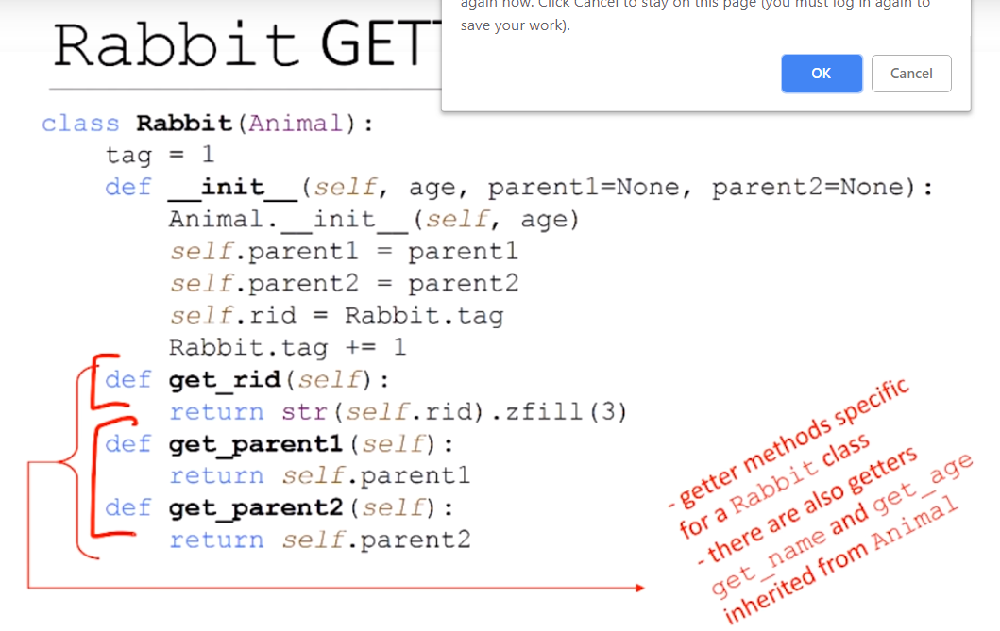 again now. Click Cancel to stay on this page (you must log in again to
save your work).
OK
Cancel
Rabbit GET
class Rabbit(Animal):
    tag = 1
    def __init__(self, age, parent1=None, parent2=None):
        Animal.__init__(self, age)
        self.parent1 = parent1
        self.parent2 = parent2
        self.rid = Rabbit.tag
        Rabbit.tag += 1
    def get_rid(self):
        return str(self.rid).zfill(3)
    def get_parent1(self):
        return self.parent1
    def get_parent2(self):
        return self.parent2
- getter methods specific
for a Rabbit class
- there are also getters
get_name and get_age
inherited from Animal